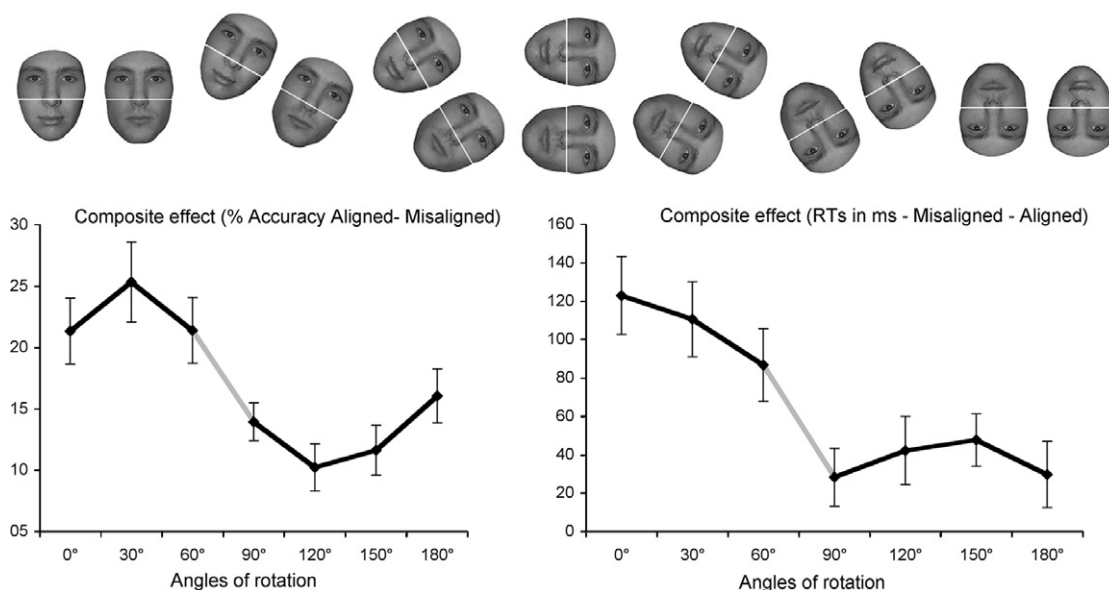 Composite effect (% Accuracy Aligned- Misaligned)
30
25
20
15
10
05
0° 30° 60° 90° 120° 150° 180°
Angles of rotation
Composite effect (RTs in ms - Misaligned - Aligned)
160
140
120
100
80
60
40
20
0
0° 30° 60° 90° 120° 150° 180°
Angles of rotation